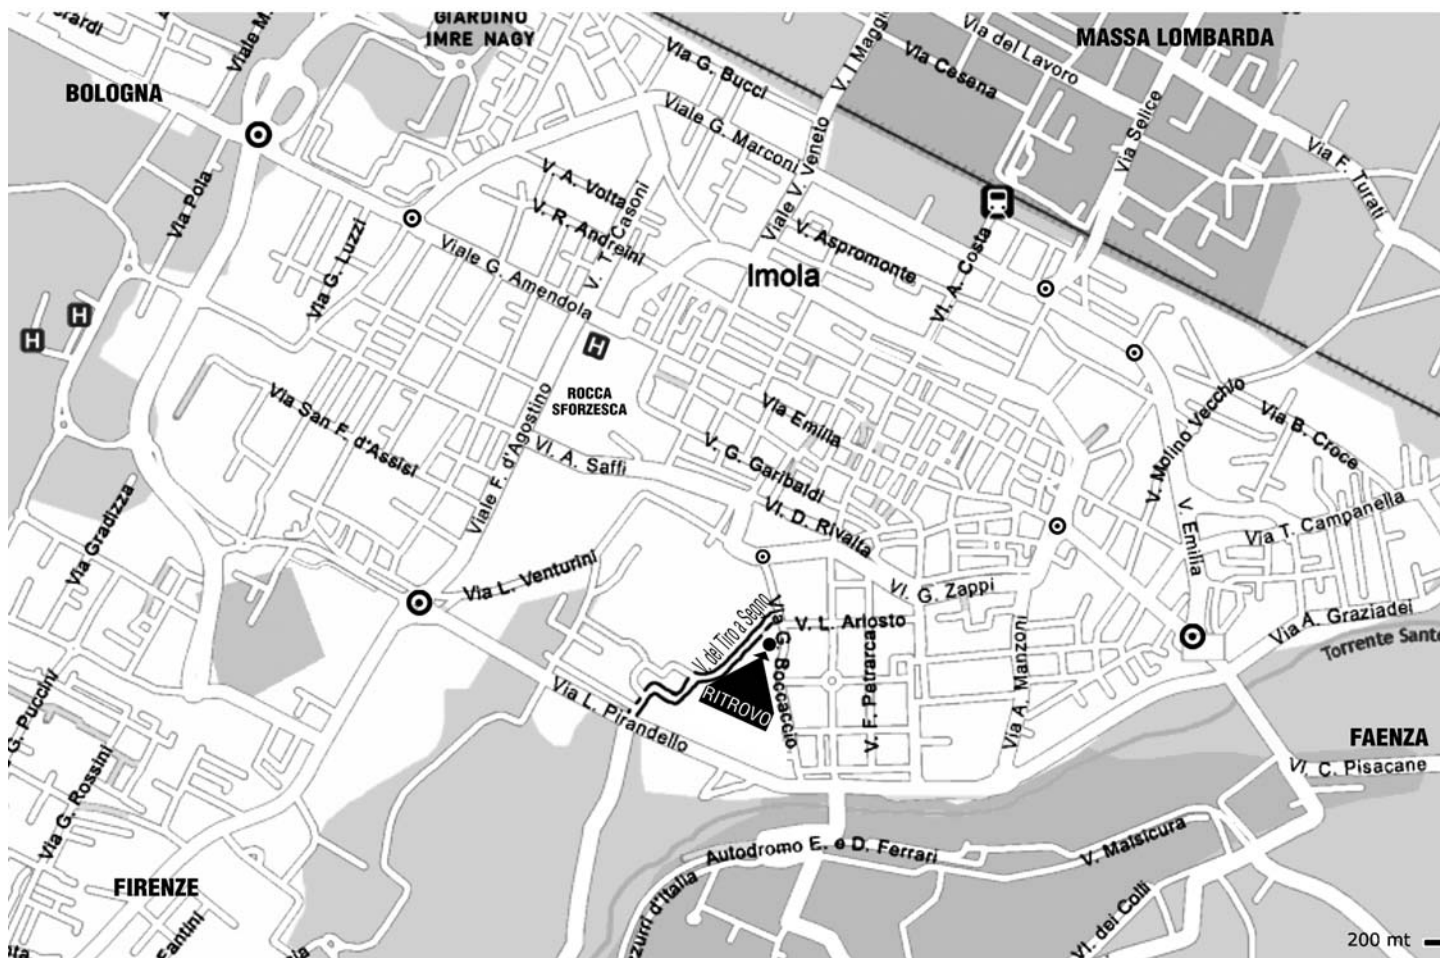 GIARDINO
IMRE NAGY
Viale M.
BOLOGNA
Via G. Bucci
V. I Maggio
Via del Lavoro
MASSA LOMBARDA
Via Cesena
Viale G. Marconi
Viale V. Veneto
Via Selice
Via F. Turati
Via Pola
V. A. Volta
V. R. Andreini
V. T. Casoni
Via G. Luzzi
Viale G. Amendola
Imola
V. Aspromonte
Vl. A. Costa
H
H
H
ROCCA
SFORZESCA
Via San F. d'Assisi
Viale F. d'Agostino
Vl. A. Saffi
Via Emilia
V. G. Garibaldi
Vl. D. Rivalta
V. Molino Vecchio
Via B. Croce
V. Emilia
Via T. Campanella
Via Gradizza
Via L. Venturini
Vl. G. Zappi
Via A. Graziadei
V. del Tiro a Segno
Via G. Boccaccio
V. L. Ariosto
V. F. Petrarca
Via A. Manzoni
RITROVO
Via L. Pirandello
G. Puccini
Via G. Rossini
FAENZA
Vl. C. Pisacane
Autodromo E. e D. Ferrari
V. Malsicura
Vl. dei Colli
FIRENZE
Fantini
200 mt